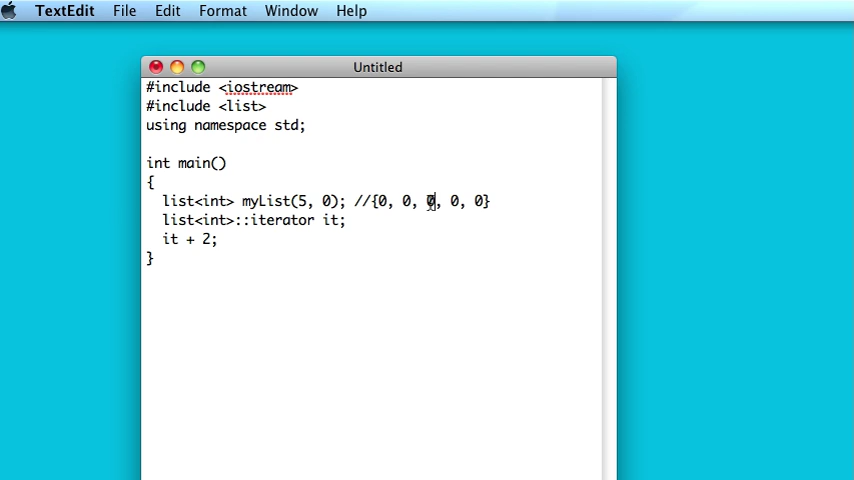 TextEdit File Edit Format Window Help
Untitled
#include <iostream>
#include <list>
using namespace std;
int main()
{
list<int> myList(5, 0); //{0, 0, 0, 0, 0}
list<int>::iterator it;
it + 2;
}